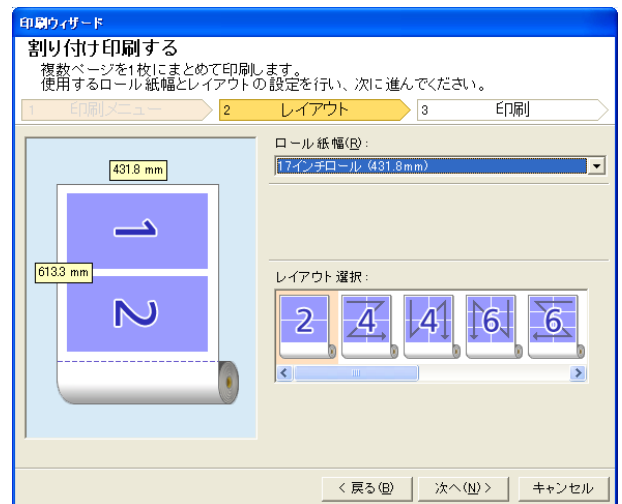 印刷ウィザード
割り付け印刷する
複数ページを1枚にまとめて印刷します。
使用するロール紙幅とレイアウトの設定を行い、次に進んでください。
1 印刷メニュー 2 レイアウト 3 印刷
ロール紙幅(R):
17インチロール (431.8mm)
431.8 mm
613.3 mm
1
2
レイアウト選択:
2 4 4 6 6
< 戻る(B) 次へ(N) > キャンセル